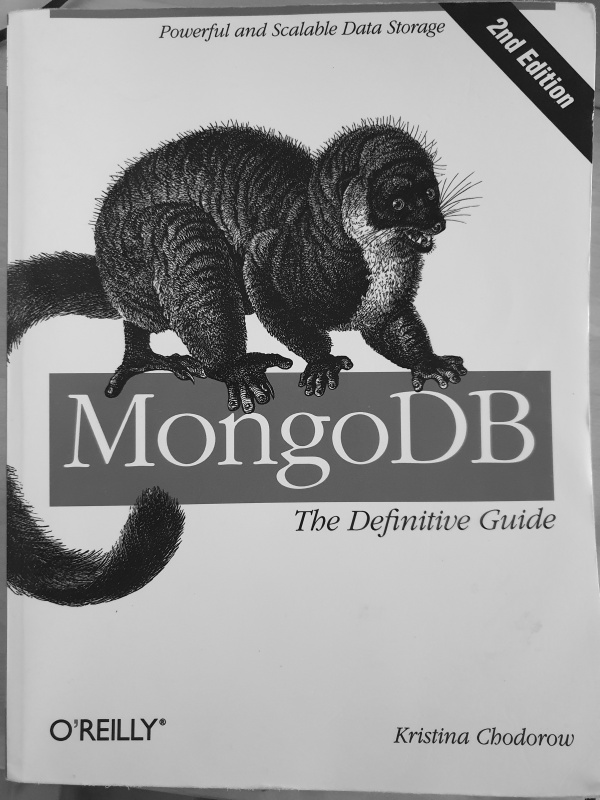 Powerful and Scalable Data Storage
2nd Edition
MongoDB
The Definitive Guide
O'REILLY®
Kristina Chodorow